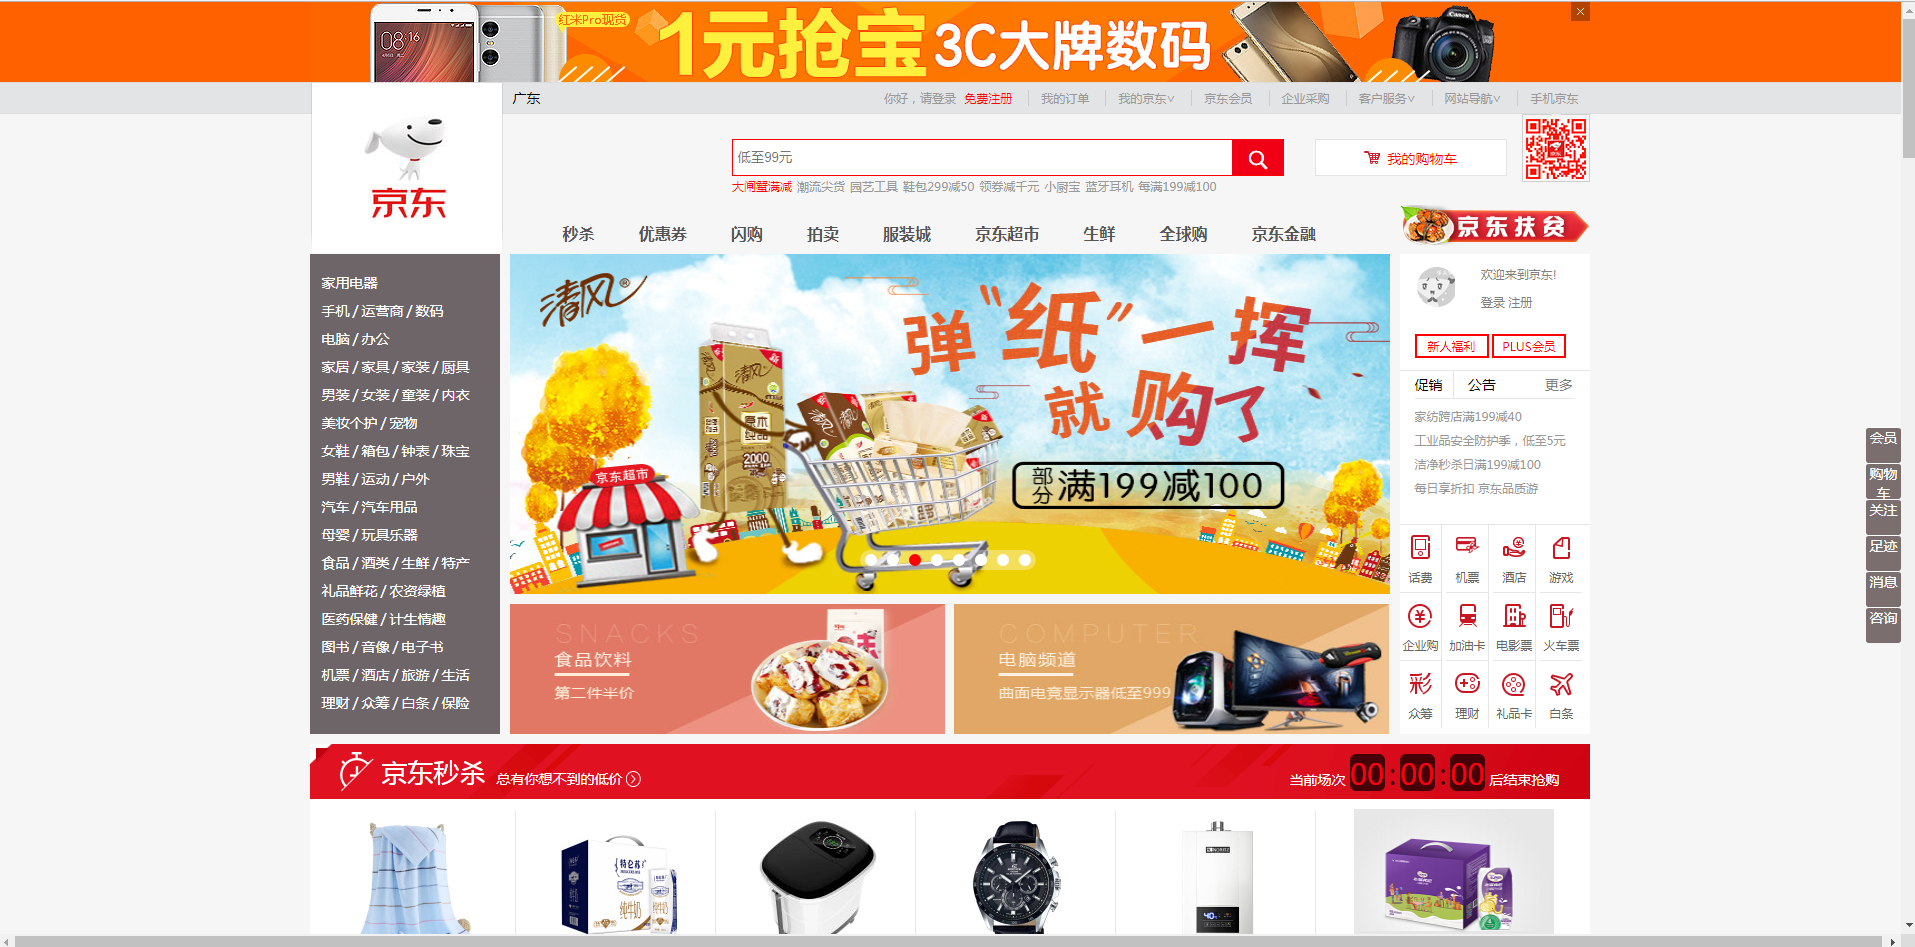 红米Pro现货
08:16
1元抢宝 3C大牌数码
Canon
广东
你好，请登录 免费注册 我的订单 我的京东 京东会员 企业采购 客户服务 网站导航 手机京东
京东
低至99元
我的购物车
大闸蟹满减 潮流尖货 园艺工具 鞋包299减50 领券减千元 小厨宝 蓝牙耳机 每满199减100
秒杀 优惠券 闪购 拍卖 服装城 京东超市 生鲜 全球购 京东金融
京东扶贫
家用电器
手机 / 运营商 / 数码
电脑 / 办公
家居 / 家具 / 家装 / 厨具
男装 / 女装 / 童装 / 内衣
美妆个护 / 宠物
女鞋 / 箱包 / 钟表 / 珠宝
男鞋 / 运动 / 户外
汽车 / 汽车用品
母婴 / 玩具乐器
食品 / 酒类 / 生鲜 / 特产
礼品鲜花 / 农资绿植
医药保健 / 计生情趣
图书 / 音像 / 电子书
机票 / 酒店 / 旅游 / 生活
理财 / 众筹 / 白条 / 保险
清风®
弹“纸”一挥
就购了
部分满199减100
京东超市
清风
原木纯品
2000
清风
新
SNACKS
食品饮料
第二件半价
COMPUTER
电脑频道
曲面电竞显示器低至999
欢迎来到京东!
登录 注册
新人福利 PLUS会员
促销 公告 更多
家纺跨店满199减40
工业品安全防护季，低至5元
洁净秒杀日满199减100
每日享折扣 京东品质游
话费 机票 酒店 游戏
企业购 加油卡 电影票 火车票
彩
众筹 理财 礼品卡 白条
会员
购物车
关注
足迹
消息
咨询
京东秒杀 总有你想不到的低价
当前场次 00 : 00 : 00 后结束抢购
特仑苏
纯牛奶
纯牛奶
40